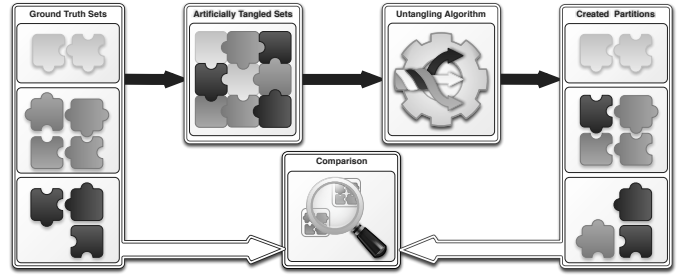 Ground Truth Sets
Artificially Tangled Sets
Untangling Algorithm
Created Partitions
Comparison